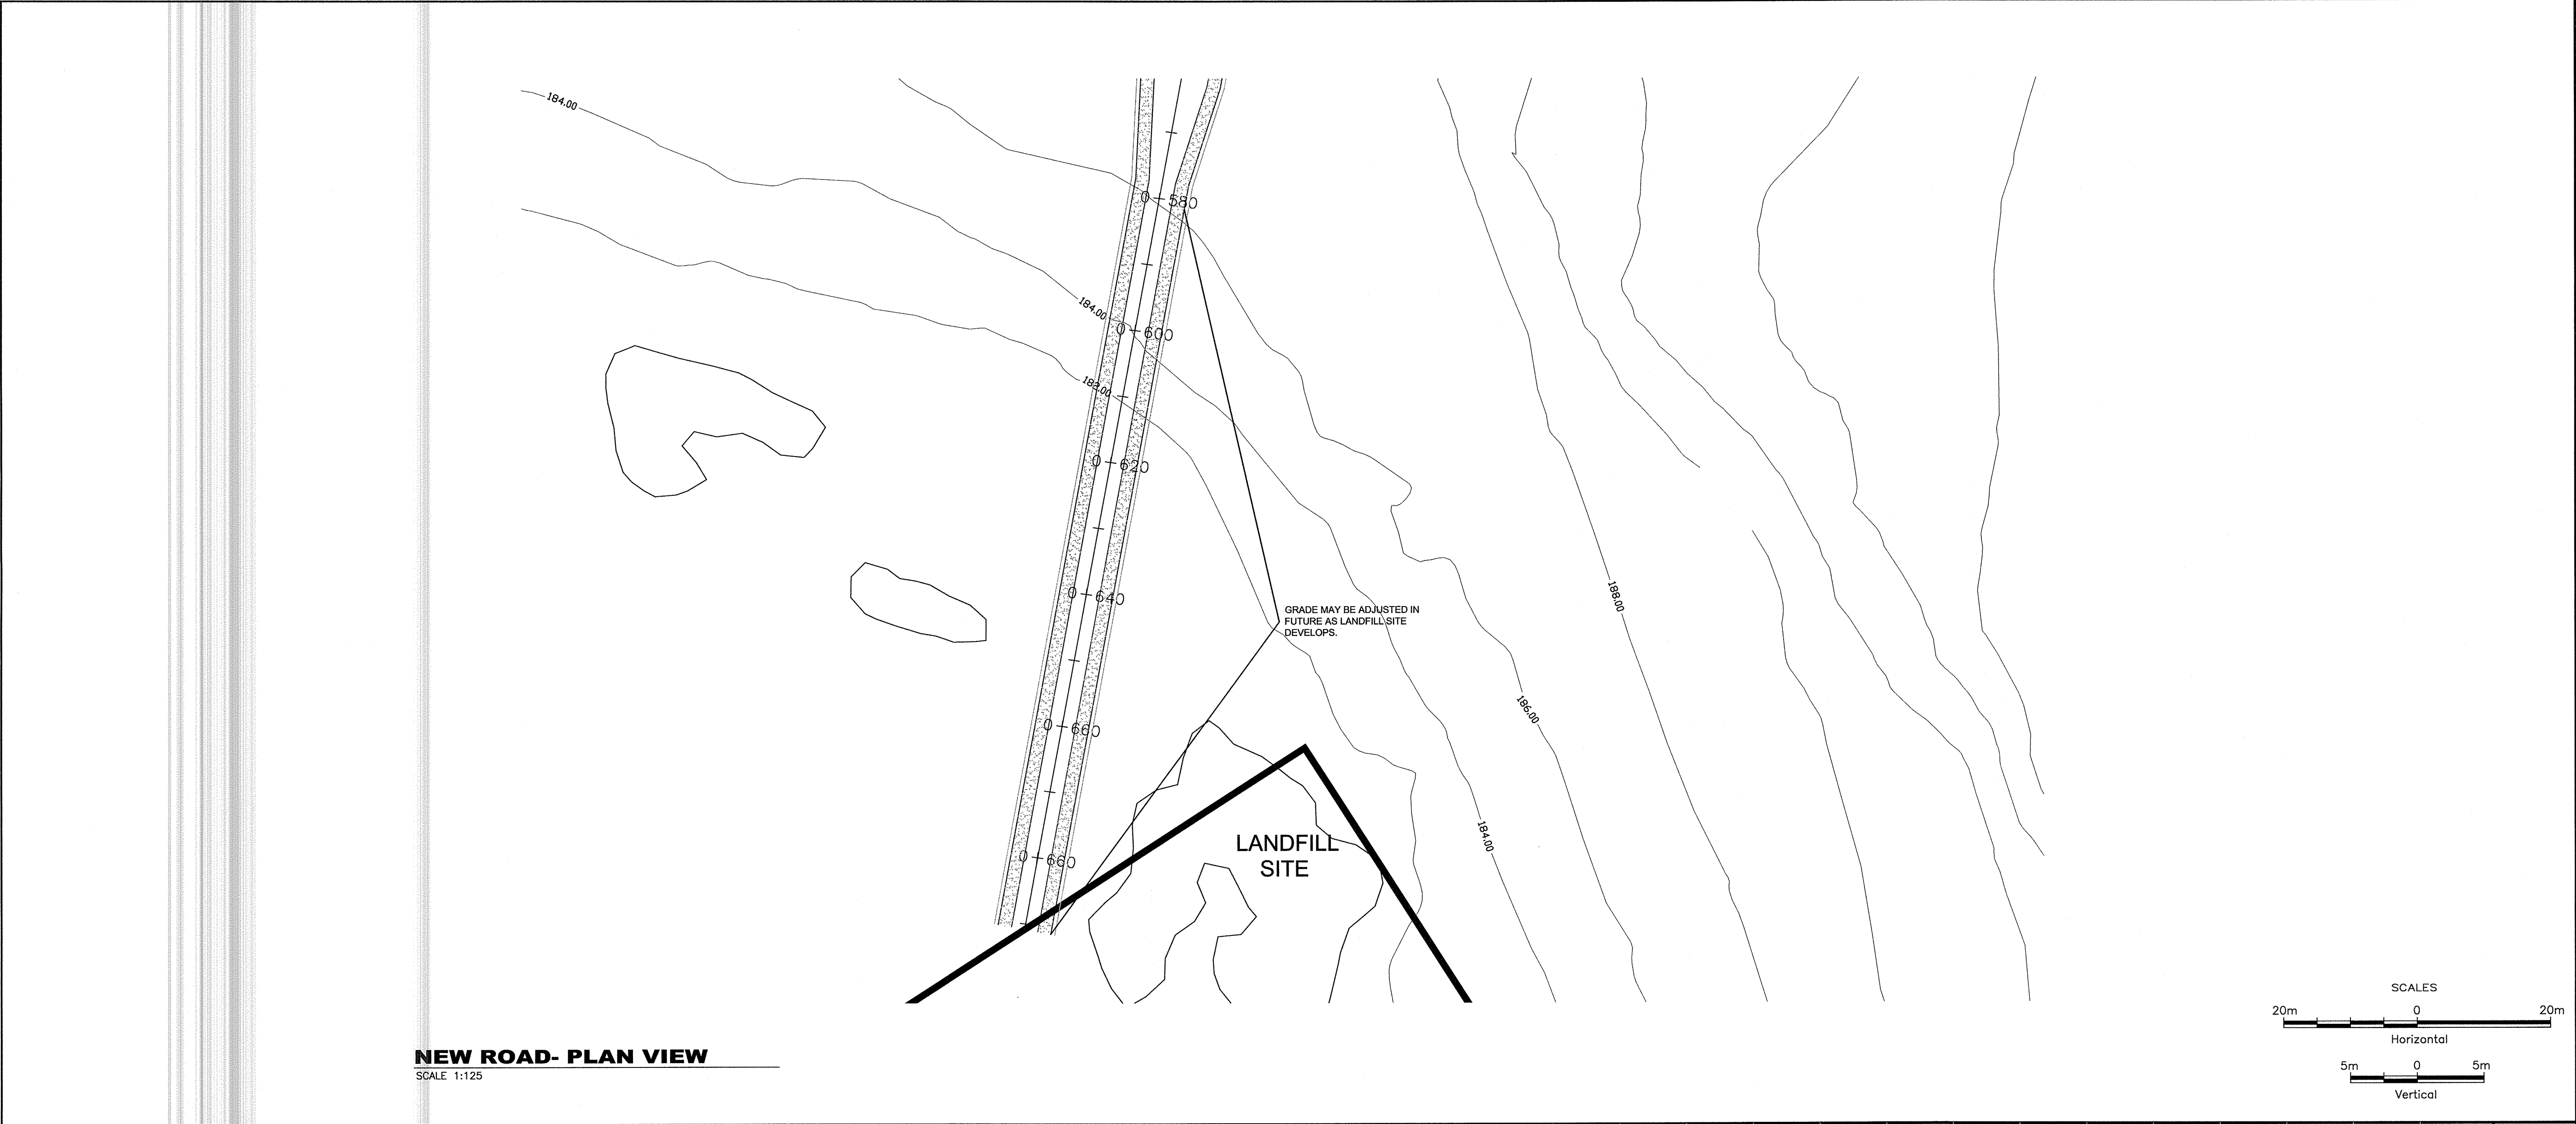 184.00
0+580
184.00
0+600
183.00
0+620
0+640
188.00
GRADE MAY BE ADJUSTED IN
FUTURE AS LANDFILL SITE
DEVELOPS.
186.00
0+660
184.00
LANDFILL
SITE
0+660
SCALES
20m 0 20m
Horizontal
5m 0 5m
Vertical
NEW ROAD- PLAN VIEW
SCALE 1:125